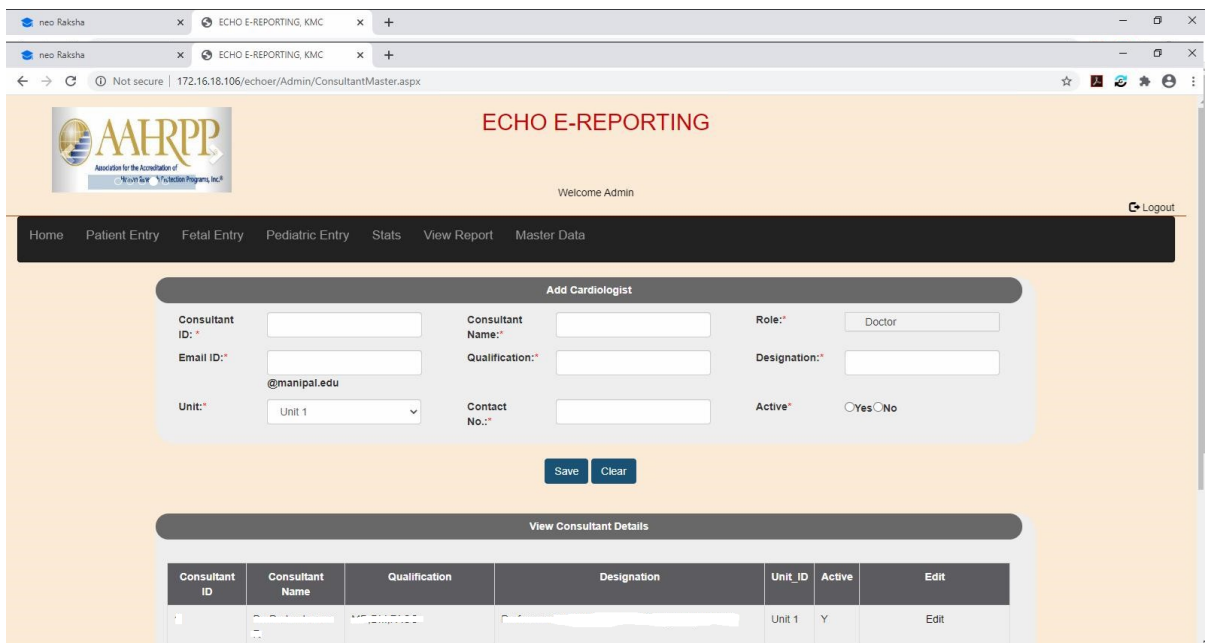 neo Raksha × ECHO E-REPORTING, KMC × +
neo Raksha × ECHO E-REPORTING, KMC × +
Not secure | 172.16.18.106/echoer/Admin/ConsultantMaster.aspx
AAHRPP
Association for the Accreditation of
Protection Programs, Inc.®
ECHO E-REPORTING
Welcome Admin
Logout
Home Patient Entry Fetal Entry Pediatric Entry Stats View Report Master Data
Add Cardiologist
Consultant ID: * Consultant Name:* Role:* Doctor
Email ID:* Qualification:* Designation:*
@manipal.edu
Unit:* Unit 1 Contact No.:* Active* Yes No
Save Clear
View Consultant Details
Consultant ID Consultant Name Qualification Designation Unit_ID Active Edit
Unit 1 Y Edit